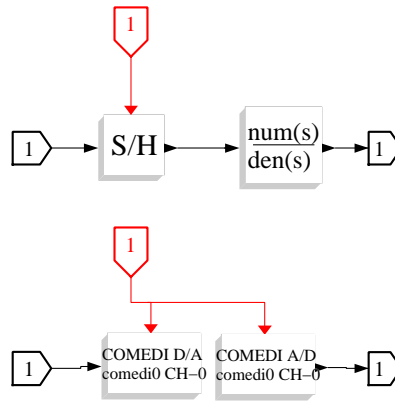 1
1
S/H
num(s)
den(s)
1
1
1
COMEDI D/A
comedi0 CH-0
COMEDI A/D
comedi0 CH-0
1